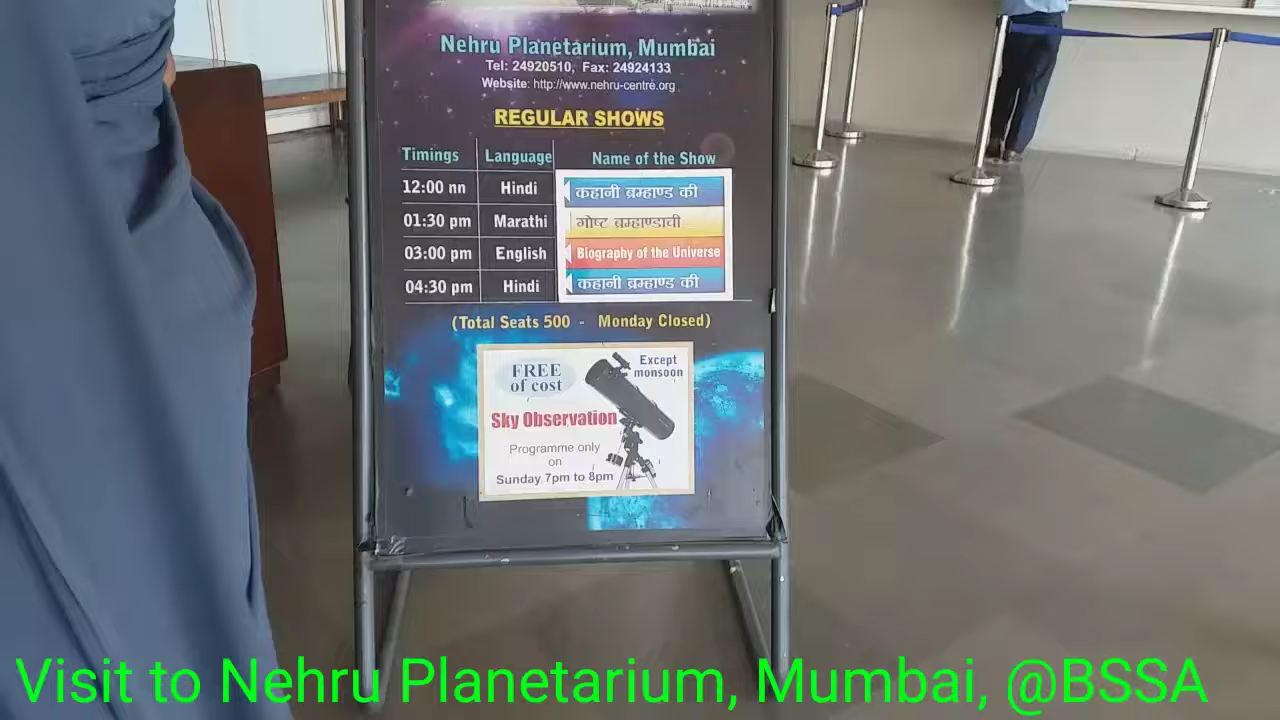 Nehru Planetarium, Mumbai
Tel: 24920510, Fax: 24924133
Website: http://www.nehru-centre.org
REGULAR SHOWS
Timings Language Name of the Show
12:00 nn Hindi कहानी ब्रम्हाण्ड की
01:30 pm Marathi गोष्ट ब्रम्हाण्डाची
03:00 pm English Biography of the Universe
04:30 pm Hindi कहानी ब्रम्हाण्ड की
(Total Seats 500 - Monday Closed)
FREE
of cost
Except
monsoon
Sky Observation
Programme only
on
Sunday 7pm to 8pm
Visit to Nehru Planetarium, Mumbai, @BSSA